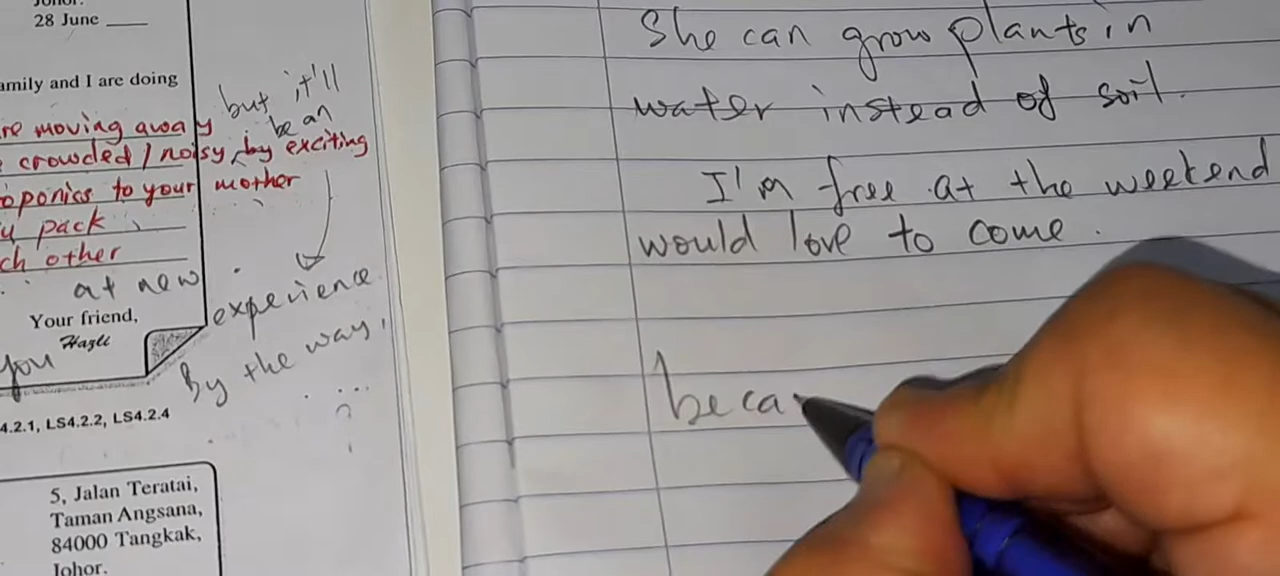 Johor.
28 June ____
amily and I are doing
but it'll
be an
re moving away
crowded / noisy, by exciting
oponics to your mother
u pack
ch other
at new
experience
Your friend,
Hazli
you
By the way,
...
?
4.2.1, LS4.2.2, LS4.2.4
5, Jalan Teratai,
Taman Angsana,
84000 Tangkak,
Johor.
She can grow plants in
water instead of soil.
I'm free at the weekend
would love to come.
beca